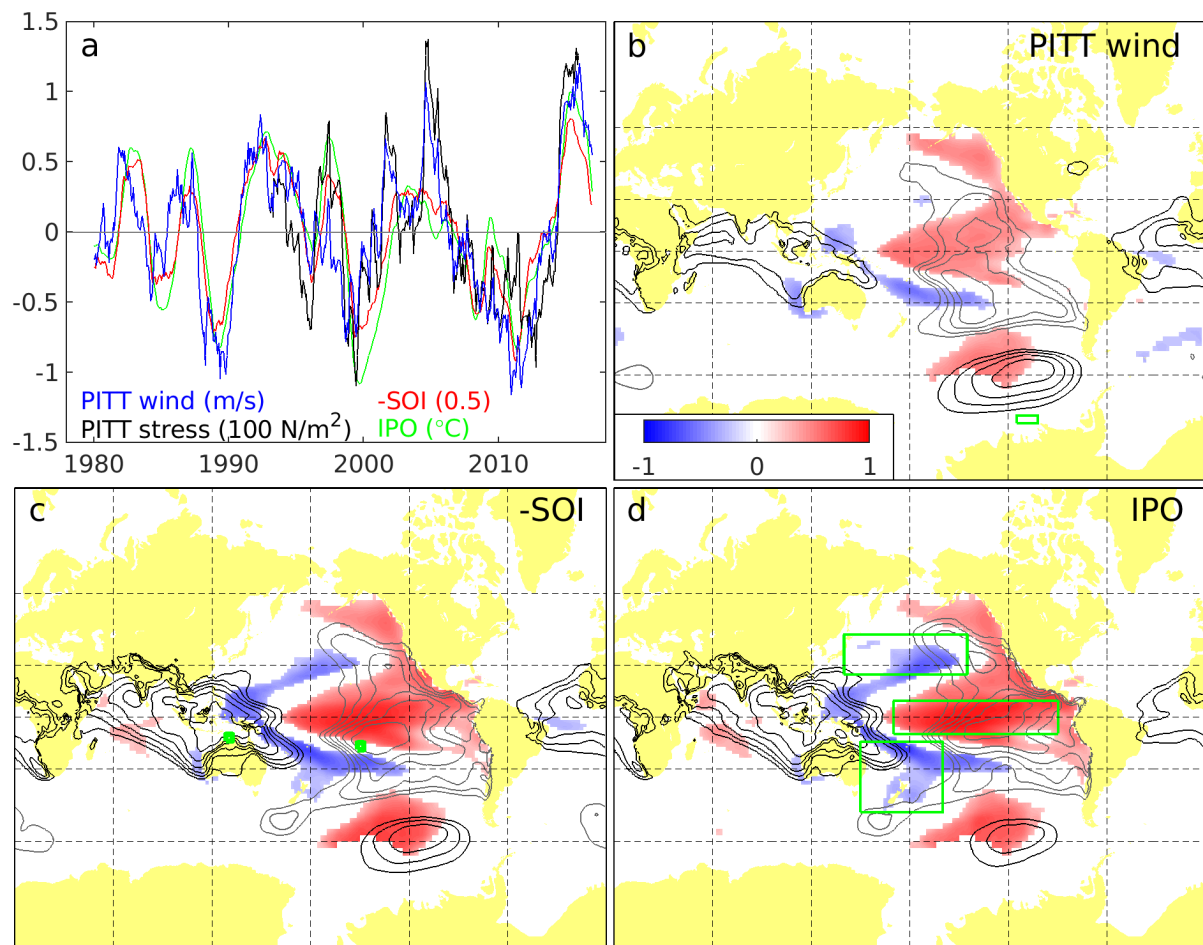 a
1.5
1
0.5
0
-0.5
-1
-1.5
1980 1990 2000 2010
PITT wind (m/s) -SOI (0.5)
PITT stress (100 N/m²) IPO (°C)
b PITT wind
-1 0 1
c -SOI
d IPO